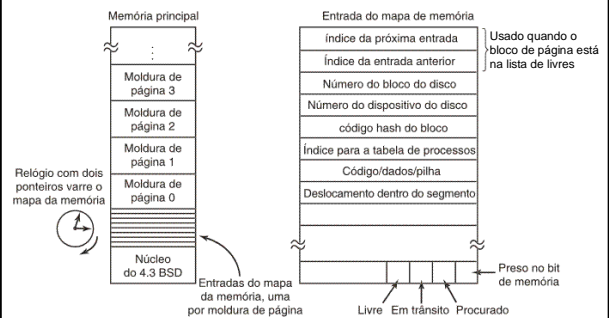 Memória principal
Moldura de
página 3
Moldura de
página 2
Moldura de
página 1
Moldura de
página 0
Núcleo
do 4.3 BSD
Relógio com dois
ponteiros varre o
mapa da memória
Entradas do mapa
da memória, uma
por moldura de página
Entrada do mapa de memória
índice da próxima entrada
Índice da entrada anterior
Número do bloco do disco
Número do dispositivo do disco
código hash do bloco
Índice para a tabela de processos
Código/dados/pilha
Deslocamento dentro do segmento
Usado quando o
bloco de página está
na lista de livres
Preso no bit
de memória
Livre Em trânsito Procurado